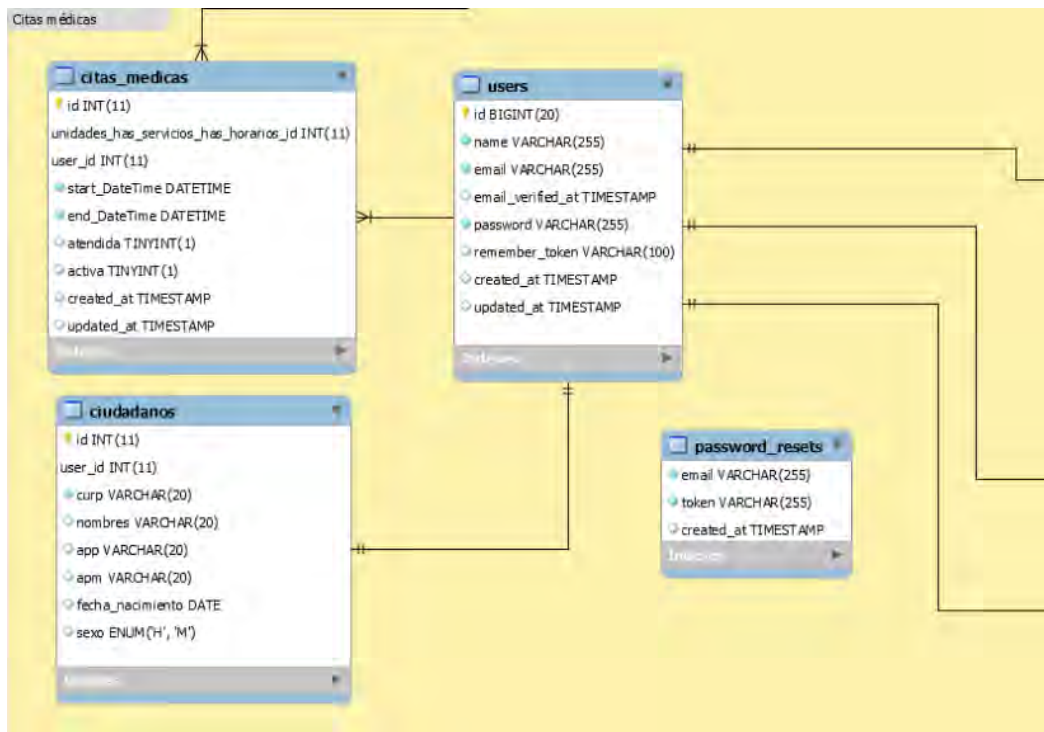 Citas médicas
citas_medicas
id INT(11)
unidades_has_servicios_has_horarios_id INT(11)
user_id INT(11)
start_DateTime DATETIME
end_DateTime DATETIME
atendida TINYINT(1)
activa TINYINT(1)
created_at TIMESTAMP
updated_at TIMESTAMP
Indexes
users
id BIGINT(20)
name VARCHAR(255)
email VARCHAR(255)
email_verified_at TIMESTAMP
password VARCHAR(255)
remember_token VARCHAR(100)
created_at TIMESTAMP
updated_at TIMESTAMP
Indexes
ciudadanos
id INT(11)
user_id INT(11)
curp VARCHAR(20)
nombres VARCHAR(20)
app VARCHAR(20)
apm VARCHAR(20)
fecha_nacimiento DATE
sexo ENUM('H', 'M')
Indexes
password_resets
email VARCHAR(255)
token VARCHAR(255)
created_at TIMESTAMP
Indexes